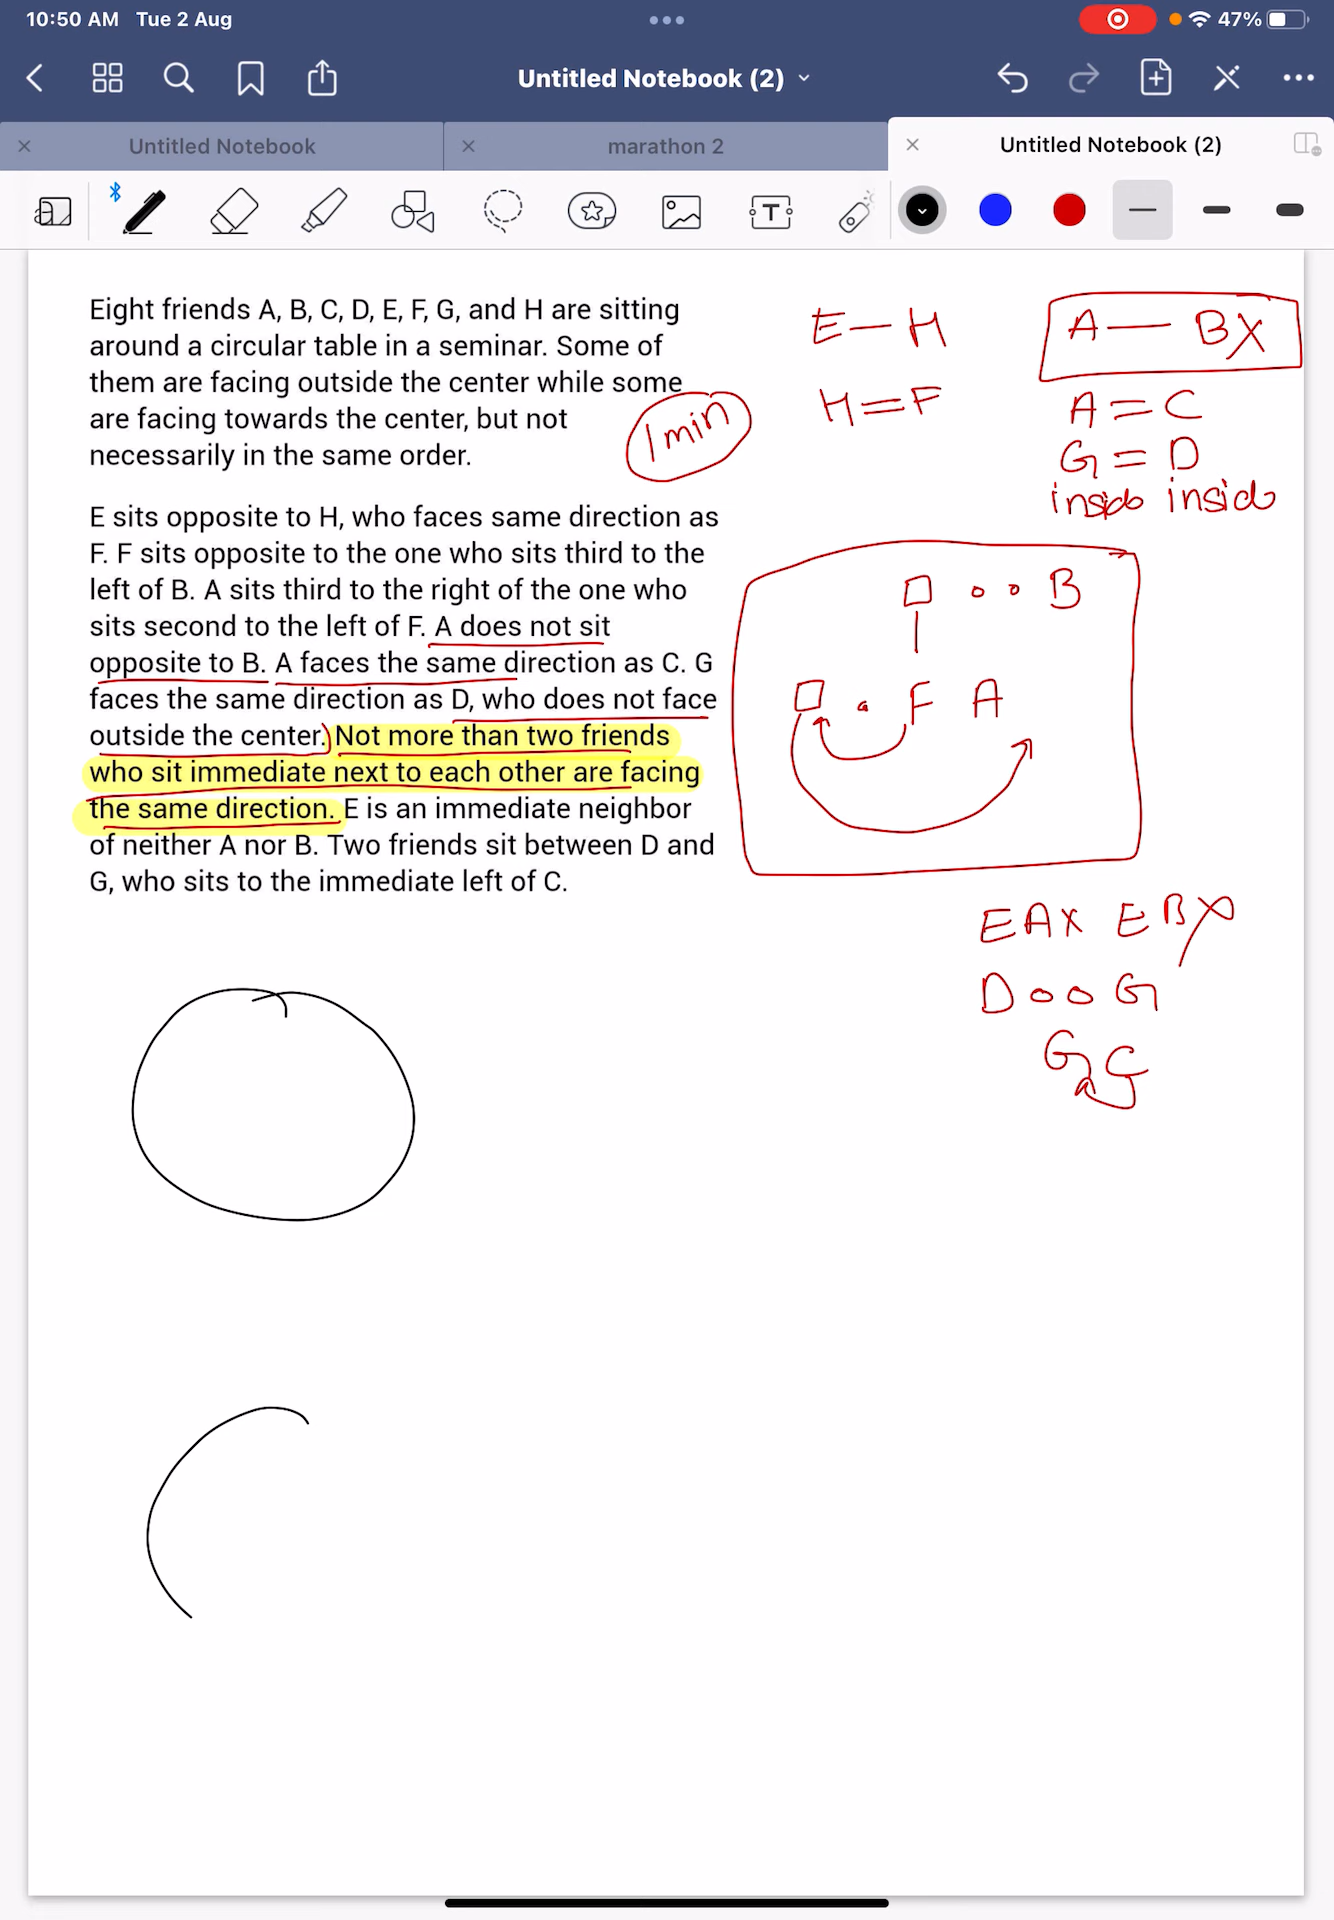 10:50 AM Tue 2 Aug
47%
Untitled Notebook (2)
Untitled Notebook
marathon 2
Untitled Notebook (2)
T
Eight friends A, B, C, D, E, F, G, and H are sitting
around a circular table in a seminar. Some of
them are facing outside the center while some
are facing towards the center, but not
necessarily in the same order.
1 min
E sits opposite to H, who faces same direction as
F. F sits opposite to the one who sits third to the
left of B. A sits third to the right of the one who
sits second to the left of F. A does not sit
opposite to B. A faces the same direction as C. G
faces the same direction as D, who does not face
outside the center. Not more than two friends
who sit immediate next to each other are facing
the same direction. E is an immediate neighbor
of neither A nor B. Two friends sit between D and
G, who sits to the immediate left of C.
E — H
H = F
A — B X
A = C
G = D
inside inside
B
F A
E A X E B X
D o o G
G C